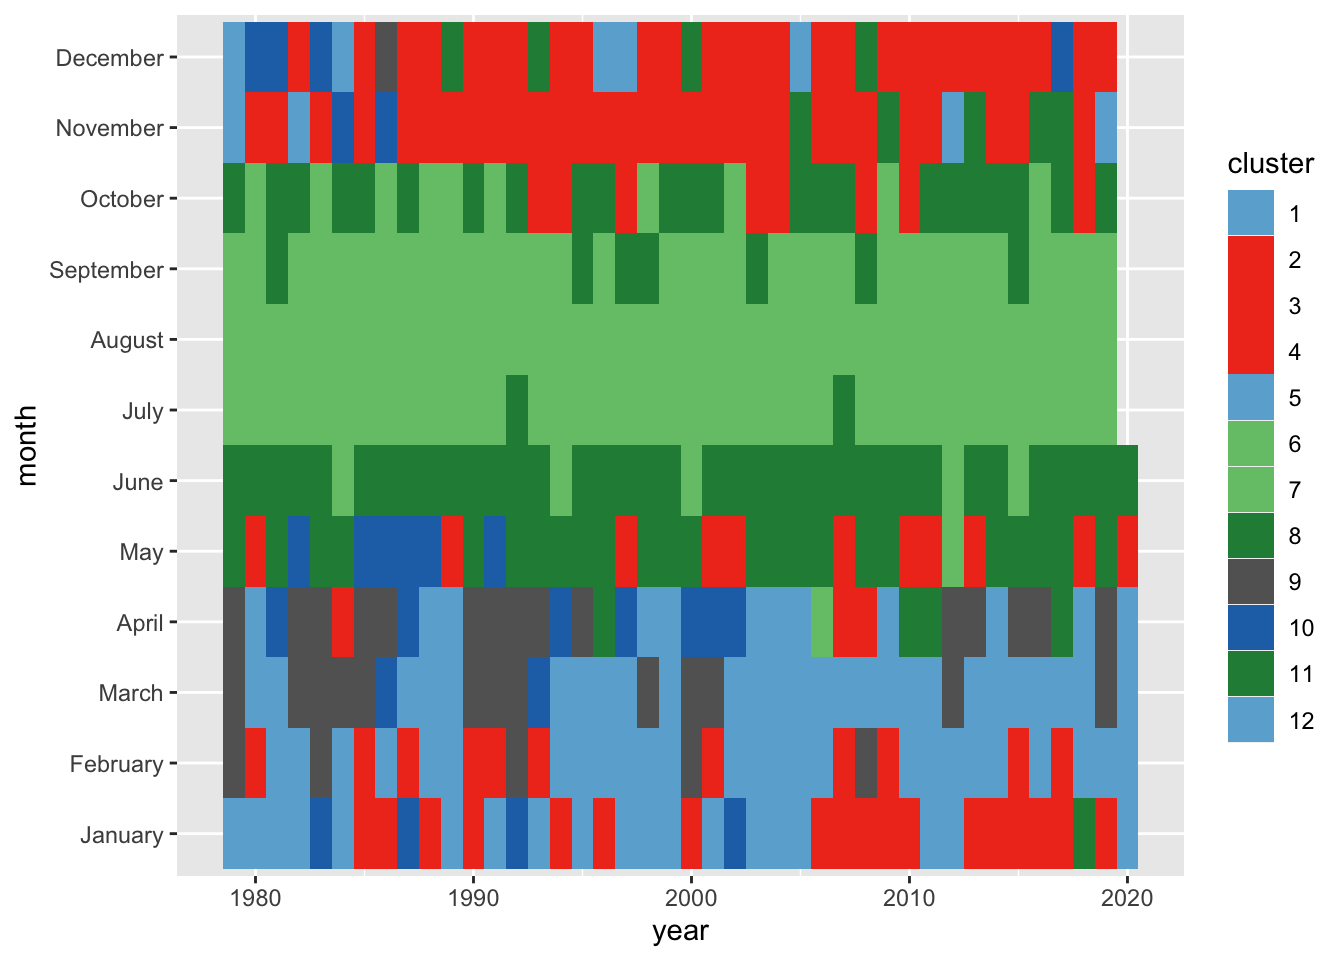 December
November
October
September
August
July
June
May
April
March
February
January
month
1980
1990
2000
2010
2020
year
cluster
1
2
3
4
5
6
7
8
9
10
11
12